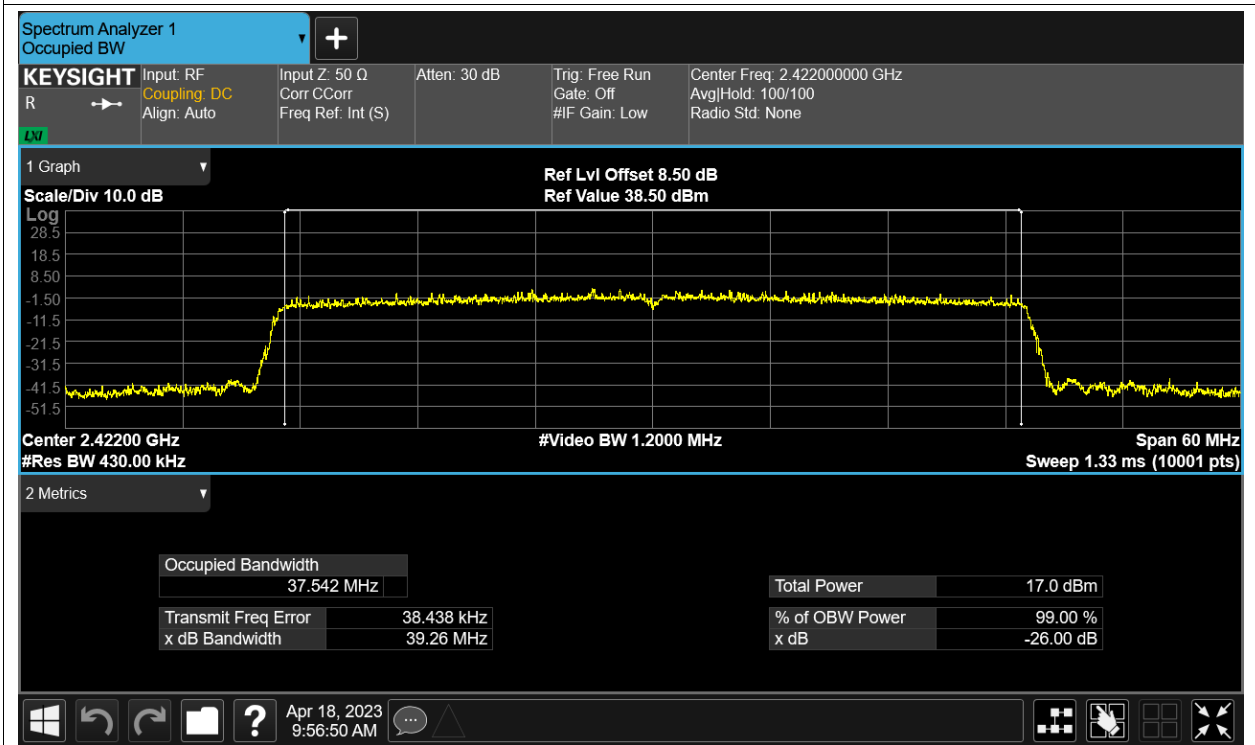 Spectrum Analyzer 1
Occupied BW
KEYSIGHT
R
LXI
Input: RF
Coupling: DC
Align: Auto
Input Z: 50 Ω
Corr CCorr
Freq Ref: Int (S)
Atten: 30 dB
Trig: Free Run
Gate: Off
#IF Gain: Low
Center Freq: 2.422000000 GHz
Avg|Hold: 100/100
Radio Std: None
1 Graph
Scale/Div 10.0 dB
Ref Lvl Offset 8.50 dB
Ref Value 38.50 dBm
Log
28.5
18.5
8.50
-1.50
-11.5
-21.5
-31.5
-41.5
-51.5
Center 2.42200 GHz
#Video BW 1.2000 MHz
Span 60 MHz
#Res BW 430.00 kHz
Sweep 1.33 ms (10001 pts)
2 Metrics
Occupied Bandwidth
37.542 MHz
Total Power 17.0 dBm
Transmit Freq Error 38.438 kHz
% of OBW Power 99.00 %
x dB Bandwidth 39.26 MHz
x dB -26.00 dB
?
Apr 18, 2023
9:56:50 AM